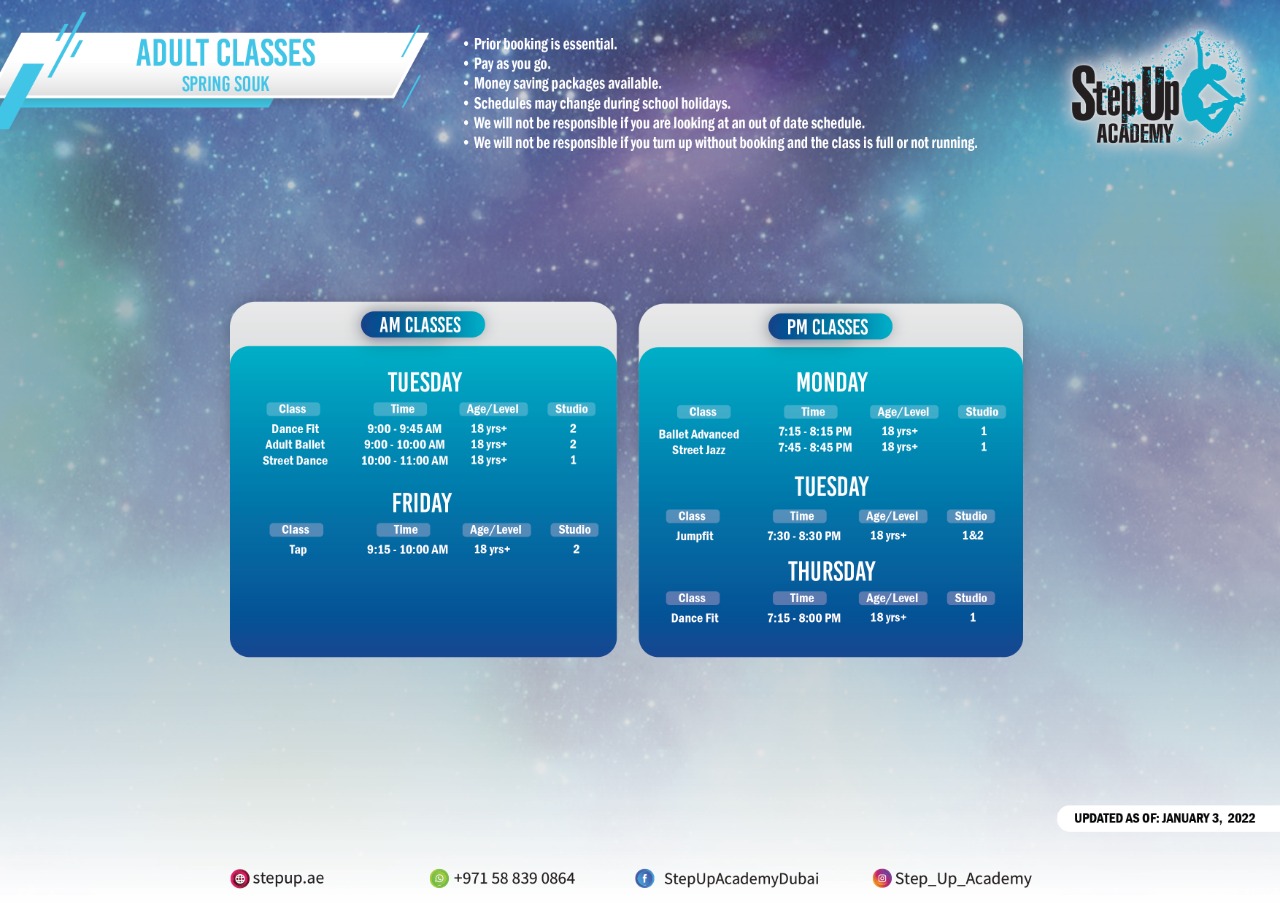 ADULT CLASSES
SPRING SOUK
• Prior booking is essential.
• Pay as you go.
• Money saving packages available.
• Schedules may change during school holidays.
• We will not be responsible if you are looking at an out of date schedule.
• We will not be responsible if you turn up without booking and the class is full or not running.
Step Up
ACADEMY
AM CLASSES
TUESDAY
Class Time Age/Level Studio
Dance Fit 9:00 - 9:45 AM 18 yrs+ 2
Adult Ballet 9:00 - 10:00 AM 18 yrs+ 2
Street Dance 10:00 - 11:00 AM 18 yrs+ 1
FRIDAY
Class Time Age/Level Studio
Tap 9:15 - 10:00 AM 18 yrs+ 2
PM CLASSES
MONDAY
Class Time Age/Level Studio
Ballet Advanced 7:15 - 8:15 PM 18 yrs+ 1
Street Jazz 7:45 - 8:45 PM 18 yrs+ 1
TUESDAY
Class Time Age/Level Studio
Jumpfit 7:30 - 8:30 PM 18 yrs+ 1&2
THURSDAY
Class Time Age/Level Studio
Dance Fit 7:15 - 8:00 PM 18 yrs+ 1
UPDATED AS OF: JANUARY 3, 2022
stepup.ae +971 58 839 0864 StepUpAcademyDubai Step_Up_Academy